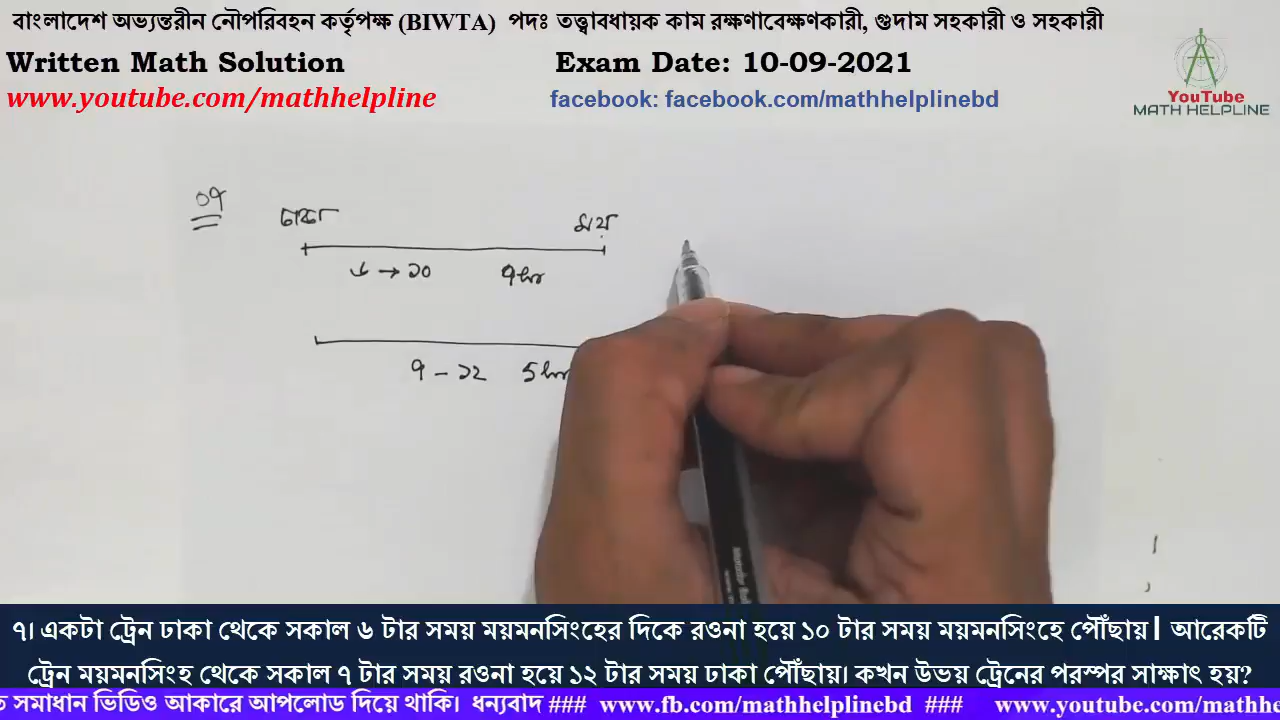 বাংলাদেশ অভ্যন্তরীন নৌপরিবহন কর্তৃপক্ষ (BIWTA) পদঃ তত্ত্বাবধায়ক কাম রক্ষণাবেক্ষণকারী, গুদাম সহকারী ও সহকারী
Written Math Solution Exam Date: 10-09-2021
www.youtube.com/mathhelpline facebook: facebook.com/mathhelplinebd
YouTube
MATH HELPLINE
০৭
ঢাকা ময়
৬ → ১০ ৭hr
৭ – ১২ 5hr
৭। একটা ট্রেন ঢাকা থেকে সকাল ৬ টার সময় ময়মনসিংহের দিকে রওনা হয়ে ১০ টার সময় ময়মনসিংহে পৌঁছায়। আরেকটি
ট্রেন ময়মনসিংহ থেকে সকাল ৭ টার সময় রওনা হয়ে ১২ টার সময় ঢাকা পৌঁছায়। কখন উভয় ট্রেনের পরস্পর সাক্ষাৎ হয়?
ত সমাধান ভিডিও আকারে আপলোড দিয়ে থাকি। ধন্যবাদ ### www.fb.com/mathhelplinebd ### www.youtube.com/mathhe